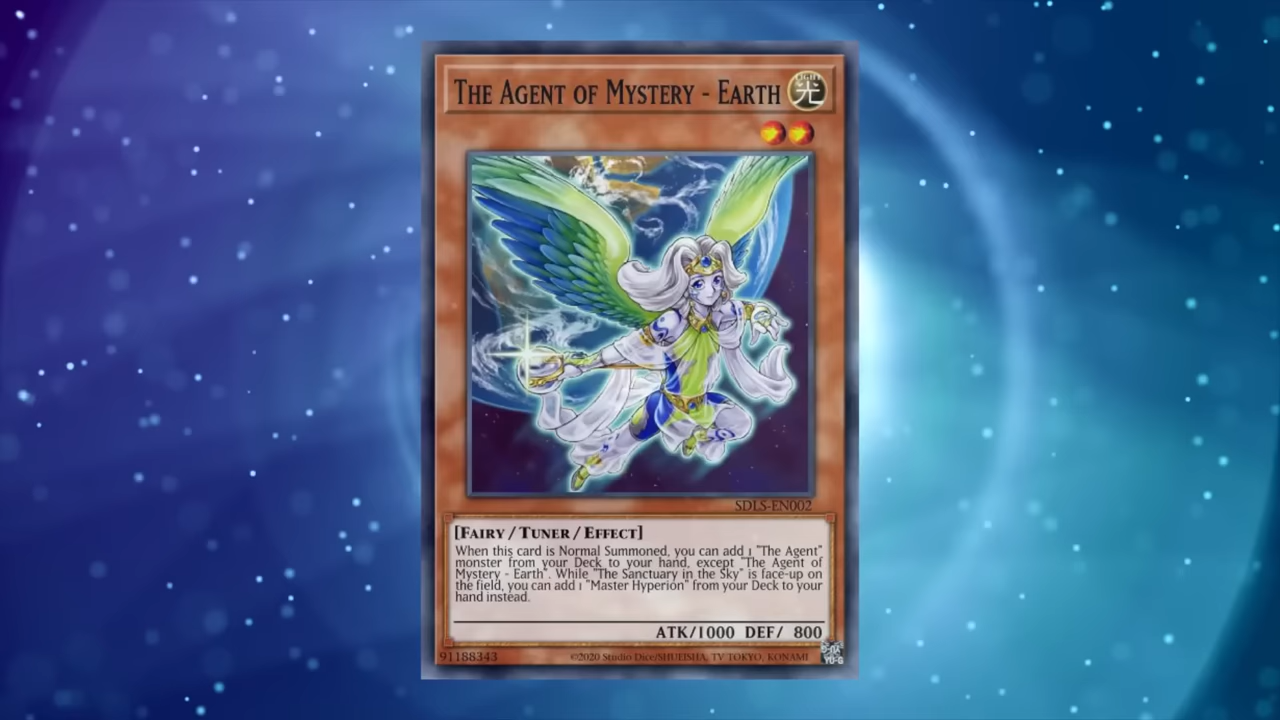 THE AGENT OF MYSTERY - EARTH
LIGHT
光
SDLS-EN002
[FAIRY / TUNER / EFFECT]
When this card is Normal Summoned, you can add 1 "The Agent"
monster from your Deck to your hand, except "The Agent of
Mystery - Earth". While "The Sanctuary in the Sky" is face-up on
the field, you can add 1 "Master Hyperion" from your Deck to your
hand instead.
ATK/1000 DEF/ 800
91188343
©2020 Studio Dice/SHUEISHA, TV TOKYO, KONAMI